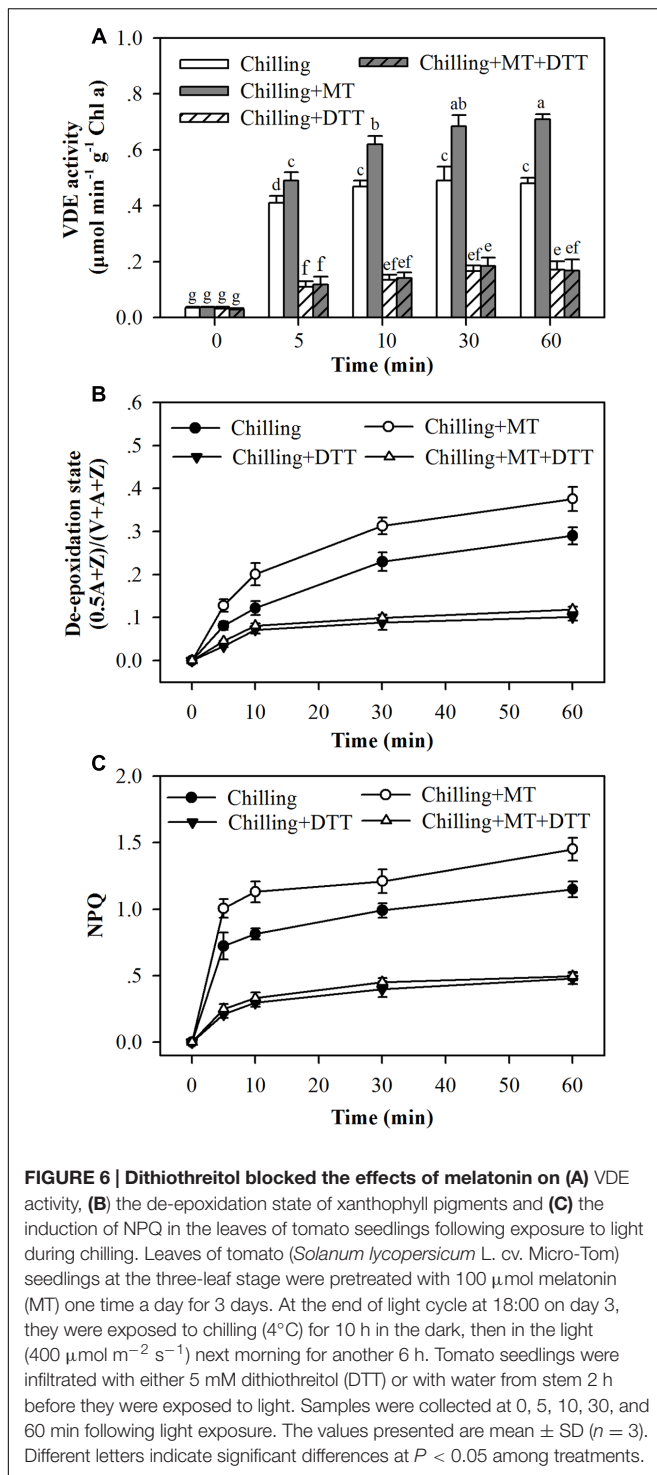 A
1.0
.8
.6
.4
.2
0.0
VDE activity
(μmol min⁻¹ g⁻¹ Chl a)
Chilling
Chilling+MT
Chilling+DTT
Chilling+MT+DTT
g g g g
d c f f
c b ef ef
c ab ef e
c a e ef
0 5 10 30 60
Time (min)
B
.6
.5
.4
.3
.2
.1
0.0
De-epoxidation state
(0.5A+Z)/(V+A+Z)
Chilling
Chilling+MT
Chilling+DTT
Chilling+MT+DTT
0 10 20 30 40 50 60
Time (min)
C
2.0
1.5
1.0
.5
0.0
NPQ
Chilling
Chilling+MT
Chilling+DTT
Chilling+MT+DTT
0 10 20 30 40 50 60
Time (min)
FIGURE 6 | Dithiothreitol blocked the effects of melatonin on (A) VDE
activity, (B) the de-epoxidation state of xanthophyll pigments and (C) the
induction of NPQ in the leaves of tomato seedlings following exposure to light
during chilling. Leaves of tomato (Solanum lycopersicum L. cv. Micro-Tom)
seedlings at the three-leaf stage were pretreated with 100 μmol melatonin
(MT) one time a day for 3 days. At the end of light cycle at 18:00 on day 3,
they were exposed to chilling (4°C) for 10 h in the dark, then in the light
(400 μmol m⁻² s⁻¹) next morning for another 6 h. Tomato seedlings were
infiltrated with either 5 mM dithiothreitol (DTT) or with water from stem 2 h
before they were exposed to light. Samples were collected at 0, 5, 10, 30, and
60 min following light exposure. The values presented are mean ± SD (n = 3).
Different letters indicate significant differences at P < 0.05 among treatments.